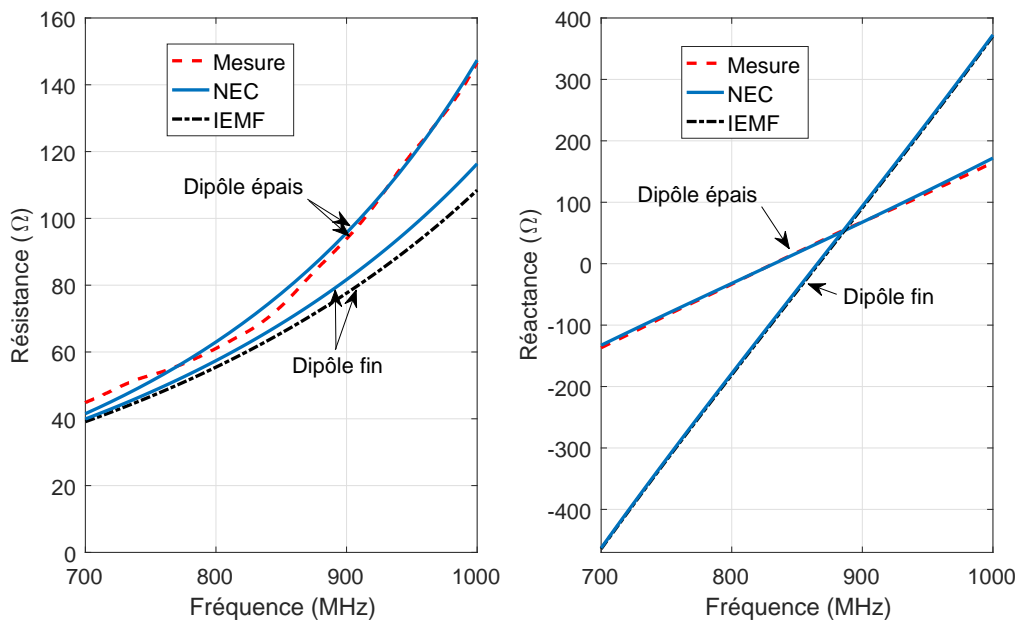 160
140
120
100
80
60
40
20
0
700
800
900
1000
Résistance (Ω)
Fréquence (MHz)
Mesure
NEC
IEMF
Dipôle épais
Dipôle fin
400
300
200
100
0
-100
-200
-300
-400
700
800
900
1000
Réactance (Ω)
Fréquence (MHz)
Mesure
NEC
IEMF
Dipôle épais
Dipôle fin